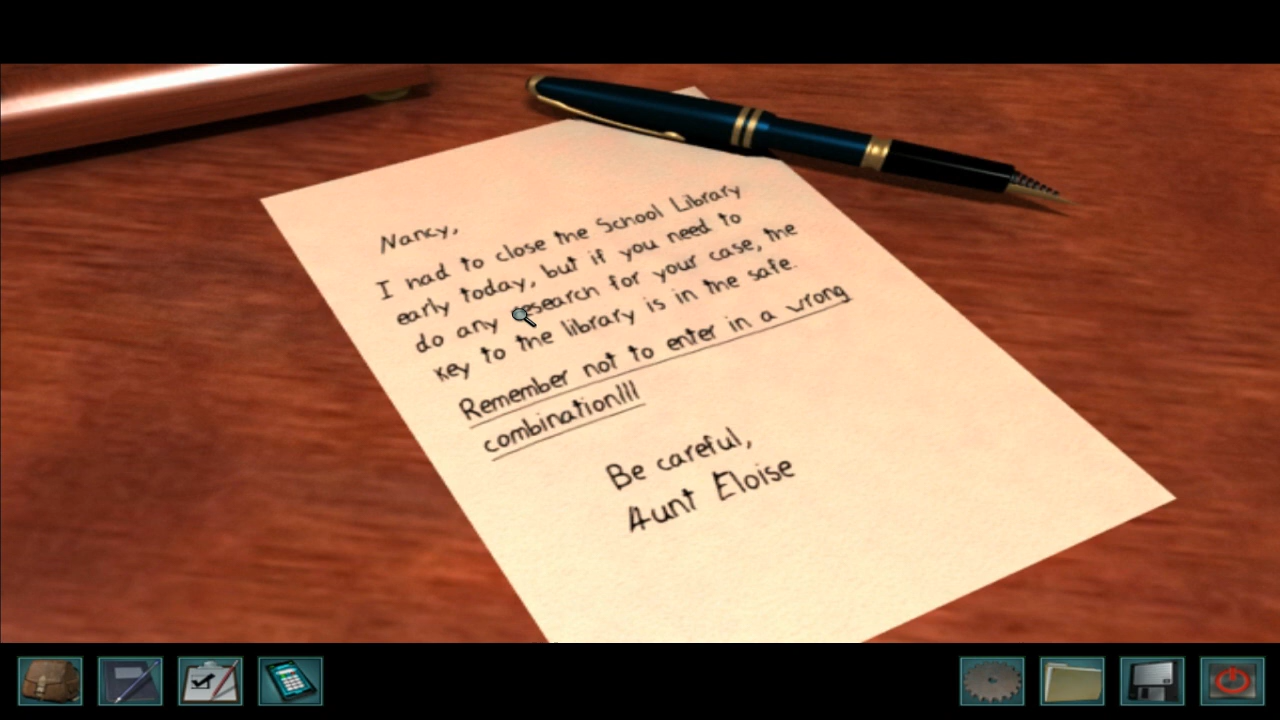 Nancy,
I had to close the School Library
early today, but if you need to
do any research for your case, the
key to the library is in the safe.
Remember not to enter in a wrong
combination!!!
Be careful,
Aunt Eloise